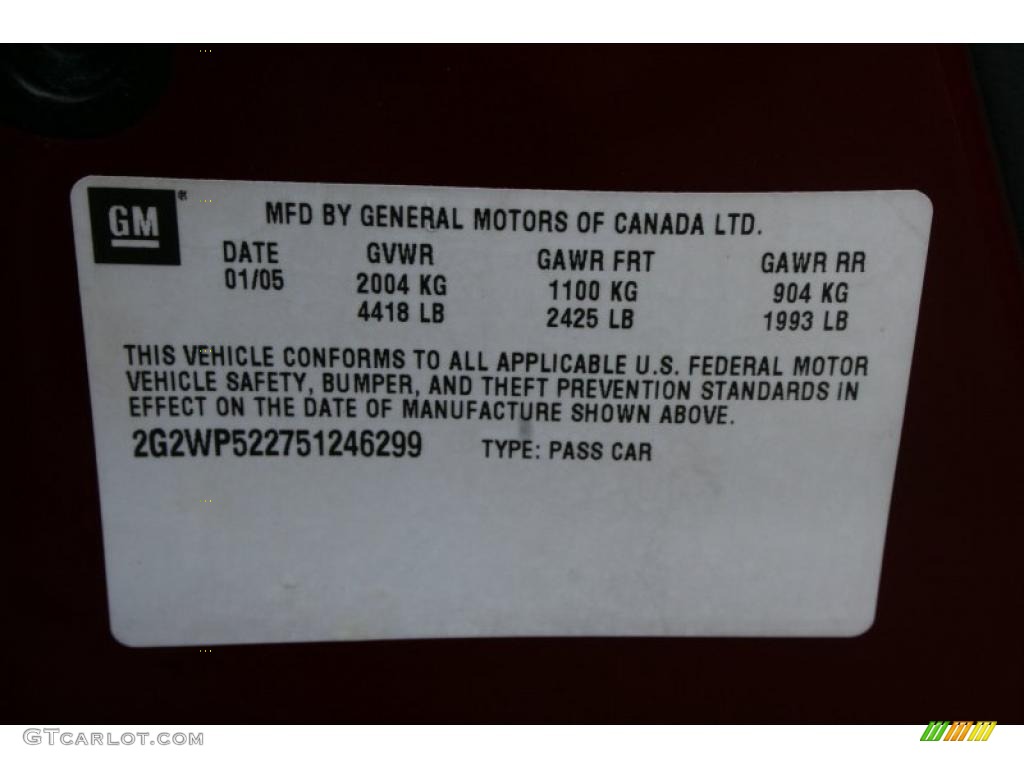 GM ®
MFD BY GENERAL MOTORS OF CANADA LTD.
DATE GVWR GAWR FRT GAWR RR
01/05 2004 KG 1100 KG 904 KG
4418 LB 2425 LB 1993 LB
THIS VEHICLE CONFORMS TO ALL APPLICABLE U.S. FEDERAL MOTOR
VEHICLE SAFETY, BUMPER, AND THEFT PREVENTION STANDARDS IN
EFFECT ON THE DATE OF MANUFACTURE SHOWN ABOVE.
2G2WP522751246299 TYPE: PASS CAR
GTCARLOT.COM